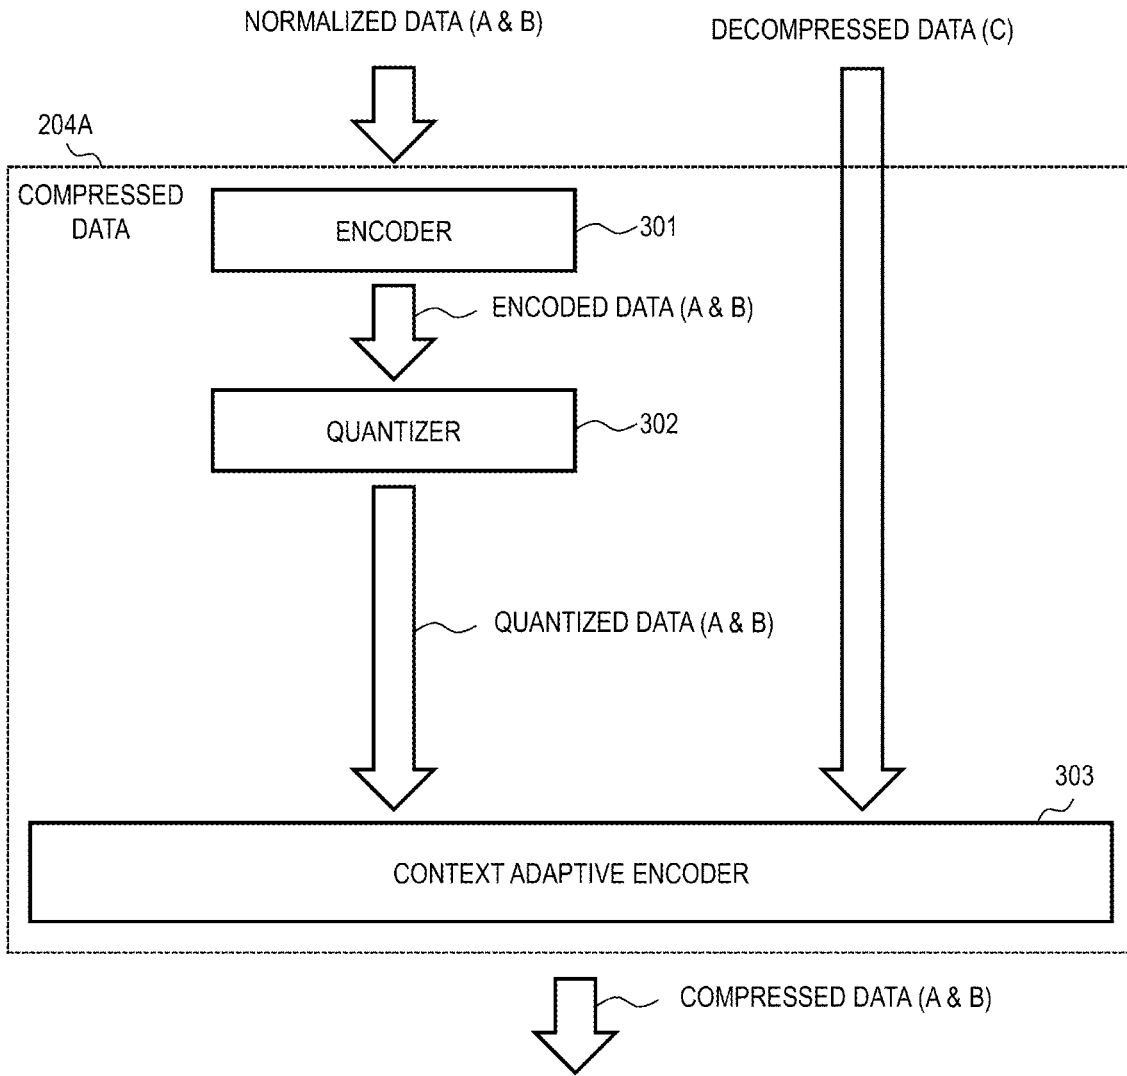 NORMALIZED DATA (A & B)
DECOMPRESSED DATA (C)
204A
COMPRESSED
DATA
ENCODER
301
ENCODED DATA (A & B)
QUANTIZER
302
QUANTIZED DATA (A & B)
303
CONTEXT ADAPTIVE ENCODER
COMPRESSED DATA (A & B)